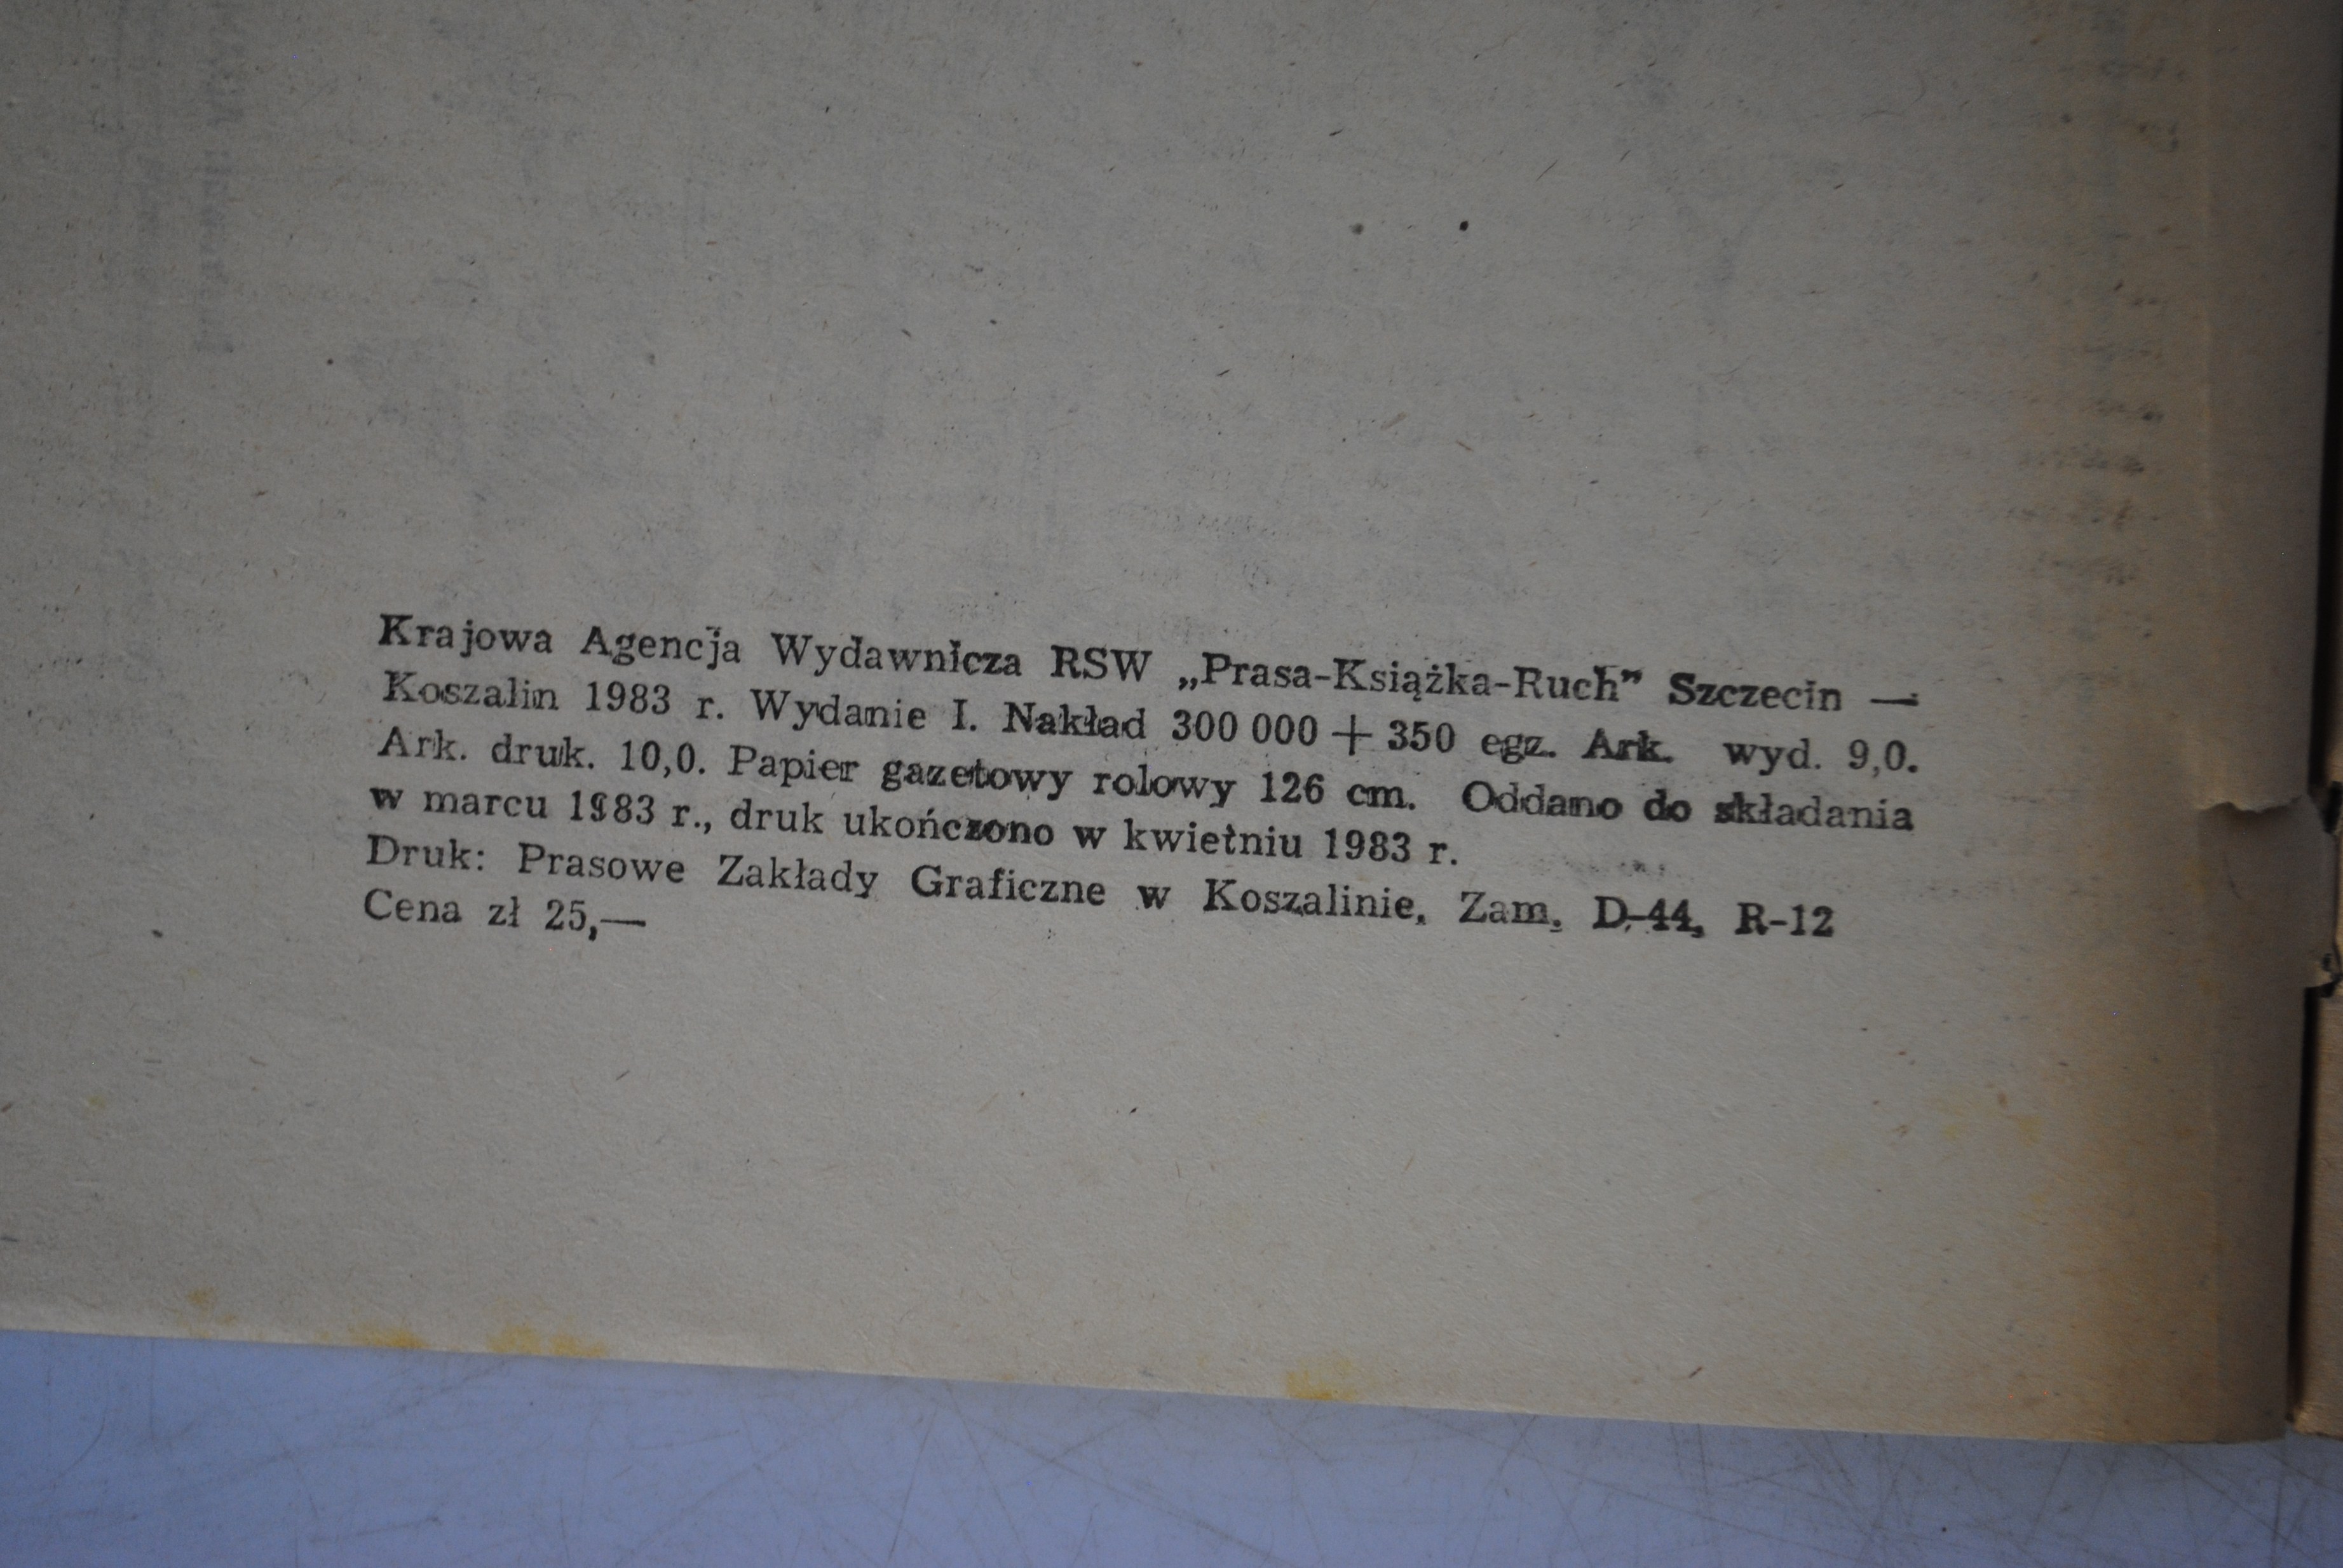 Krajowa Agencja Wydawnicza RSW „Prasa-Książka-Ruch” Szczecin —
Koszalin 1983 r. Wydanie I. Nakład 300 000 + 350 egz. Ark. wyd. 9,0.
Ark. druk. 10,0. Papier gazetowy rolowy 126 cm. Oddano do składania
w marcu 1983 r., druk ukończono w kwietniu 1983 r.
Druk: Prasowe Zakłady Graficzne w Koszalinie, Zam. D-44, R-12
Cena zł 25,—